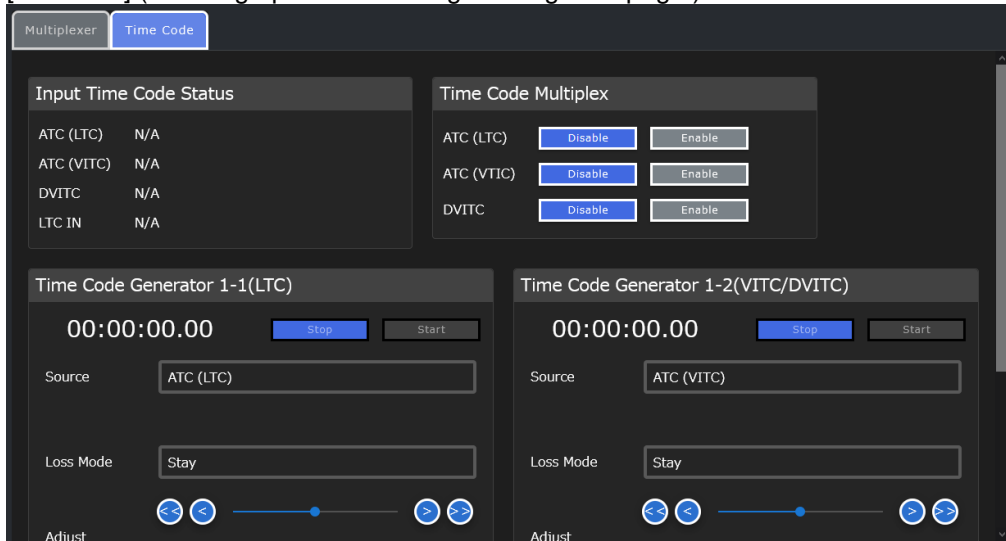 Multiplexer Time Code
Input Time Code Status
ATC (LTC) N/A
ATC (VITC) N/A
DVITC N/A
LTC IN N/A
Time Code Multiplex
ATC (LTC) Disable Enable
ATC (VTIC) Disable Enable
DVITC Disable Enable
Time Code Generator 1-1(LTC)
00:00:00.00 Stop Start
Source ATC (LTC)
Loss Mode Stay
<< < > >>
Adjust
Time Code Generator 1-2(VITC/DVITC)
00:00:00.00 Stop Start
Source ATC (VITC)
Loss Mode Stay
<< < > >>
Adjust